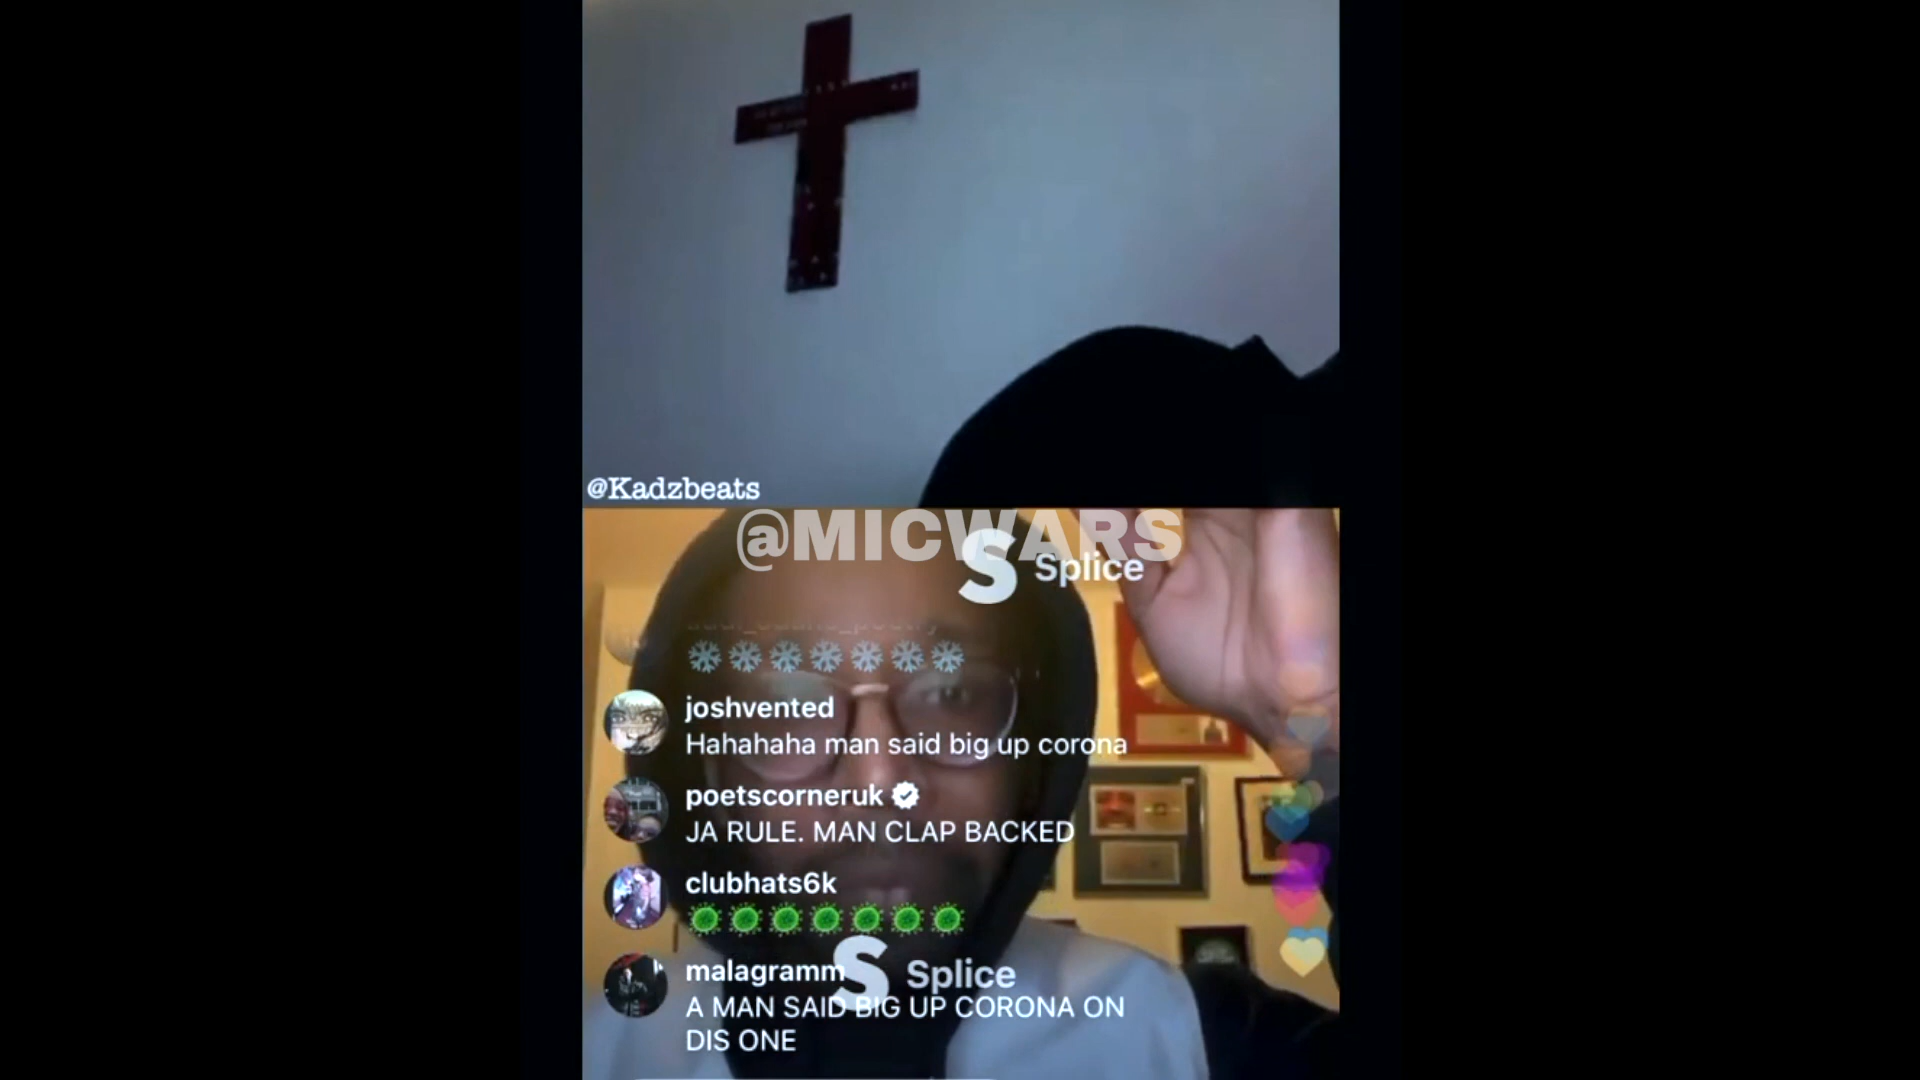 @Kadzbeats
@MICWARS
S Splice
joshvented
Hahahaha man said big up corona
poetscorneruk
JA RULE. MAN CLAP BACKED
clubhats6k
malagramm
S Splice
A MAN SAID BIG UP CORONA ON
DIS ONE